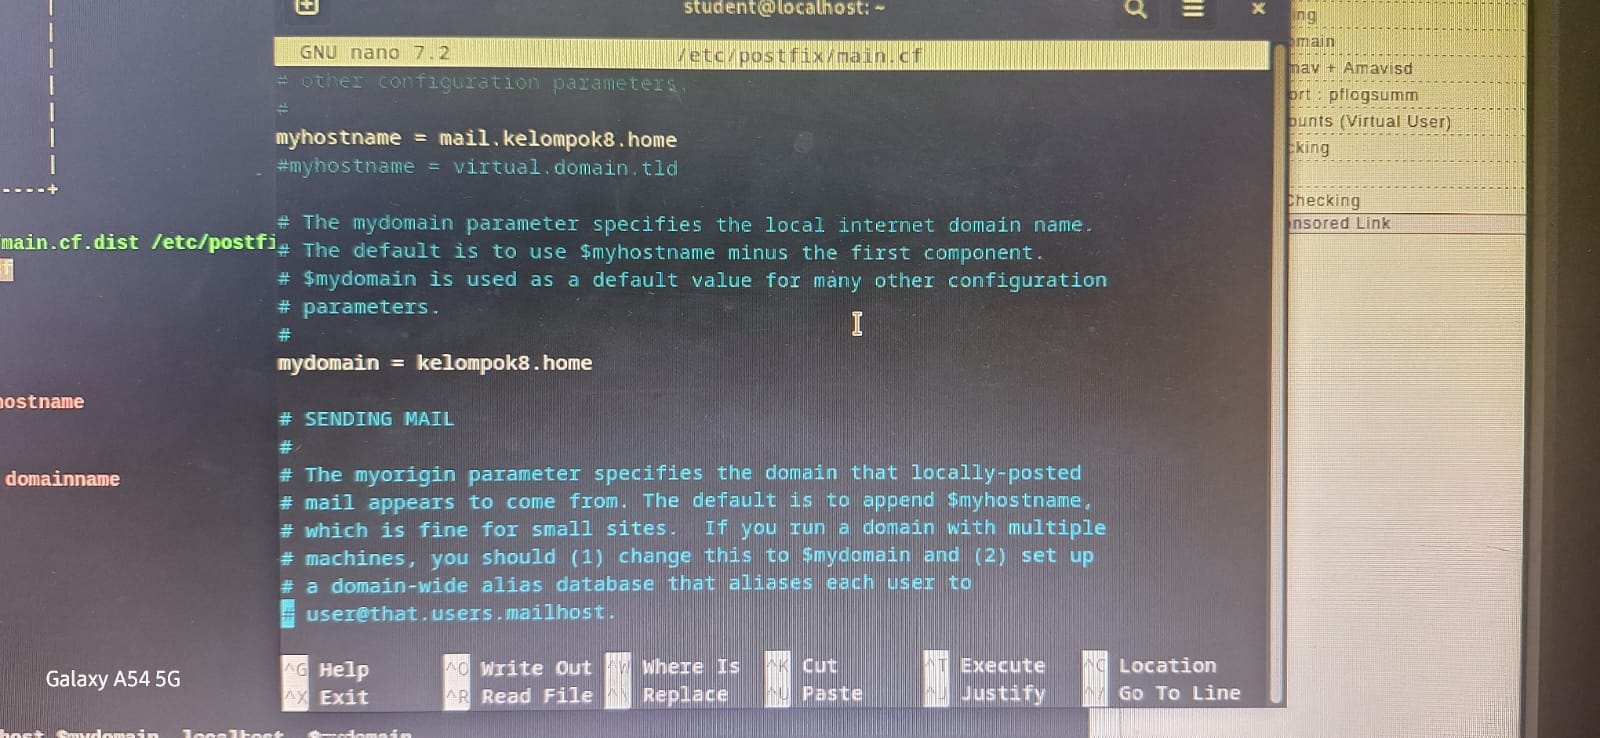 student@localhost: ~
GNU nano 7.2
/etc/postfix/main.cf
# other configuration parameters.
#
myhostname = mail.kelompok8.home
#myhostname = virtual.domain.tld
# The mydomain parameter specifies the local internet domain name.
# The default is to use $myhostname minus the first component.
# $mydomain is used as a default value for many other configuration
# parameters.
#
mydomain = kelompok8.home
# SENDING MAIL
#
# The myorigin parameter specifies the domain that locally-posted
# mail appears to come from. The default is to append $myhostname,
# which is fine for small sites.  If you run a domain with multiple
# machines, you should (1) change this to $mydomain and (2) set up
# a domain-wide alias database that aliases each user to
# user@that.users.mailhost.
^G Help
^O Write Out
^W Where Is
^K Cut
^T Execute
^C Location
^X Exit
^R Read File
^\ Replace
^U Paste
^J Justify
^/ Go To Line
----+
main.cf.dist /etc/postfi
hostname
domainname
$mydomain, localhost, $mydomain
ng
main
mav + Amavisd
ort : pflogsumm
ounts (Virtual User)
king
Checking
nsored Link
Galaxy A54 5G